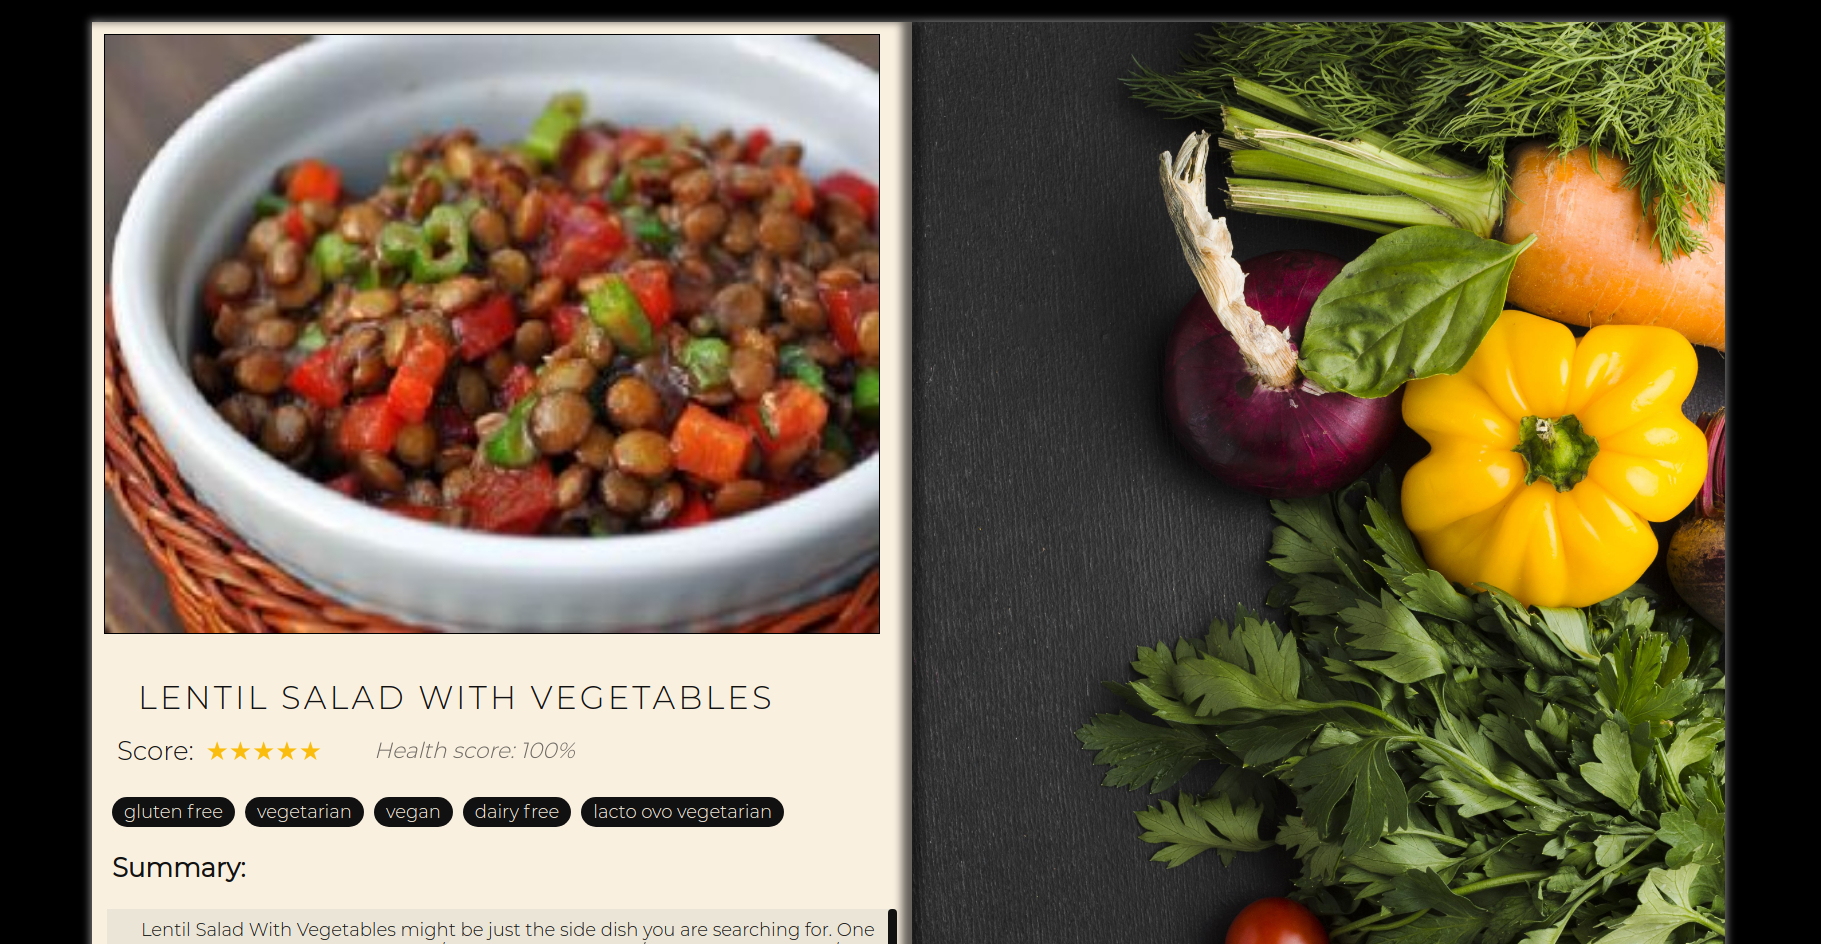 LENTIL SALAD WITH VEGETABLES
Score: ★★★★★ Health score: 100%
gluten free vegetarian vegan dairy free lacto ovo vegetarian
Summary:
Lentil Salad With Vegetables might be just the side dish you are searching for. One